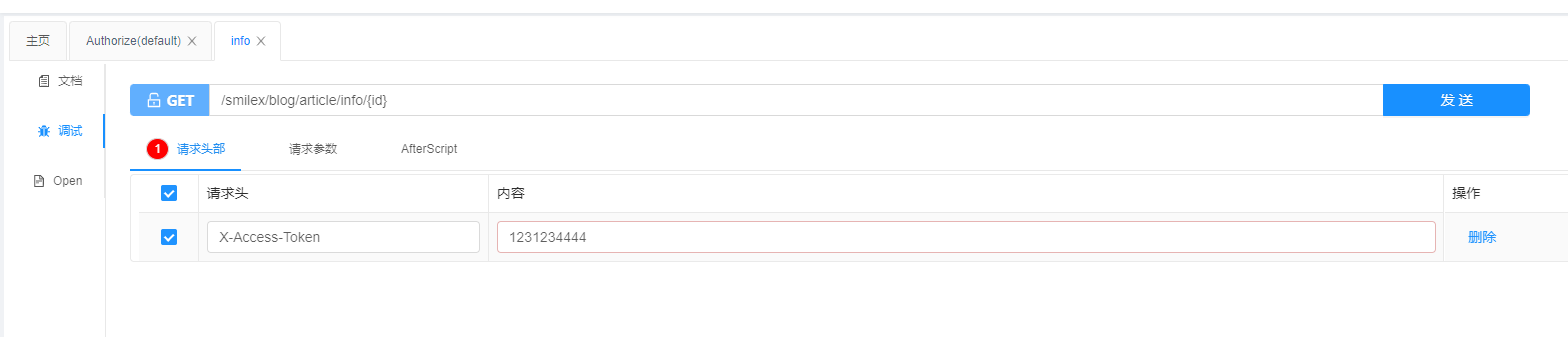 主页 Authorize(default) info
文档
GET /smilex/blog/article/info/{id} 发 送
调试
1 请求头部 请求参数 AfterScript
Open
请求头 内容 操作
X-Access-Token 1231234444 删除